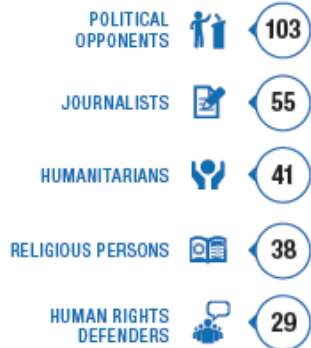 POLITICAL
OPPONENTS
103
JOURNALISTS
55
HUMANITARIANS
41
RELIGIOUS PERSONS
38
HUMAN RIGHTS
DEFENDERS
29